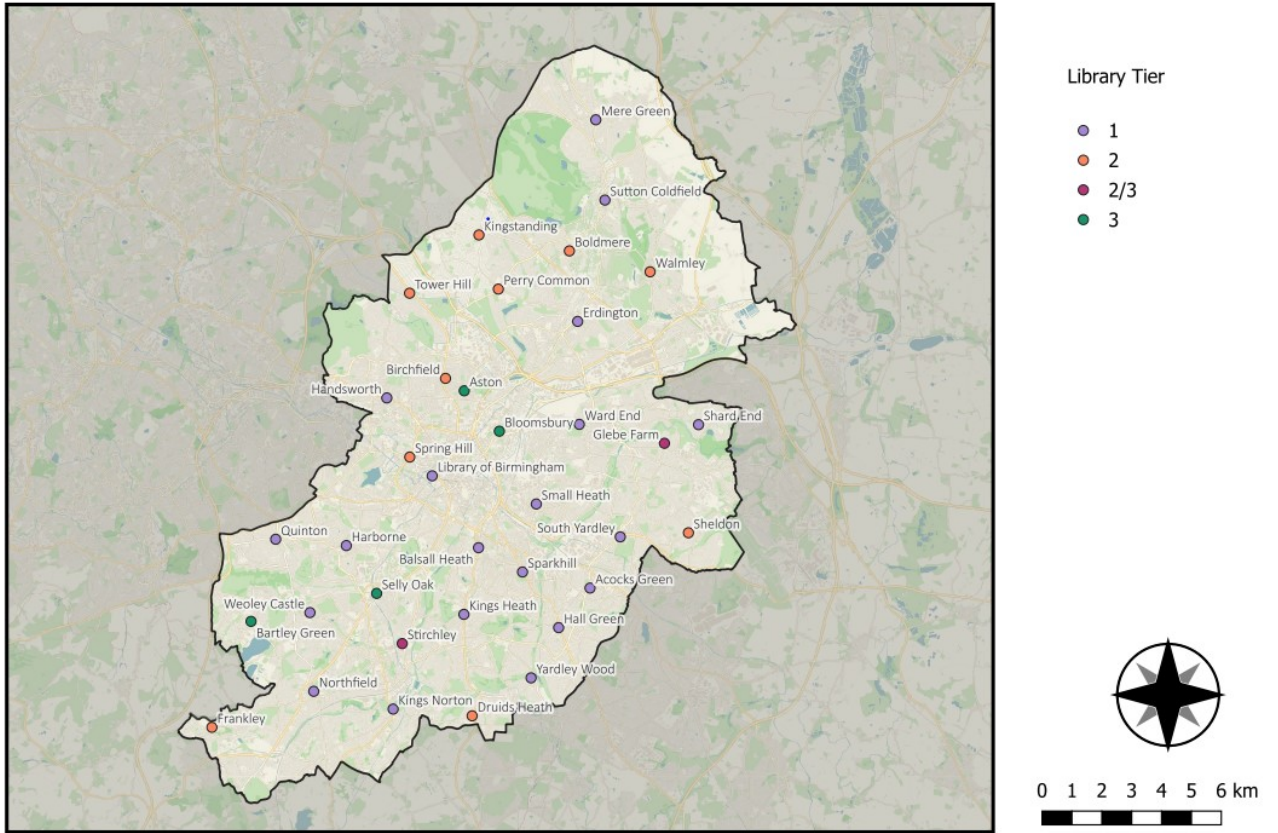 Mere Green
Sutton Coldfield
Kingstanding
Boldmere
Walmley
Tower Hill
Perry Common
Erdington
Birchfield
Aston
Handsworth
Bloomsbury
Ward End
Shard End
Glebe Farm
Spring Hill
Library of Birmingham
Small Heath
South Yardley
Sheldon
Quinton
Harborne
Balsall Heath
Sparkhill
Acocks Green
Selly Oak
Weoley Castle
Kings Heath
Hall Green
Bartley Green
Stirchley
Yardley Wood
Northfield
Kings Norton
Druids Heath
Frankley
Library Tier
1
2
2/3
3
0 1 2 3 4 5 6 km